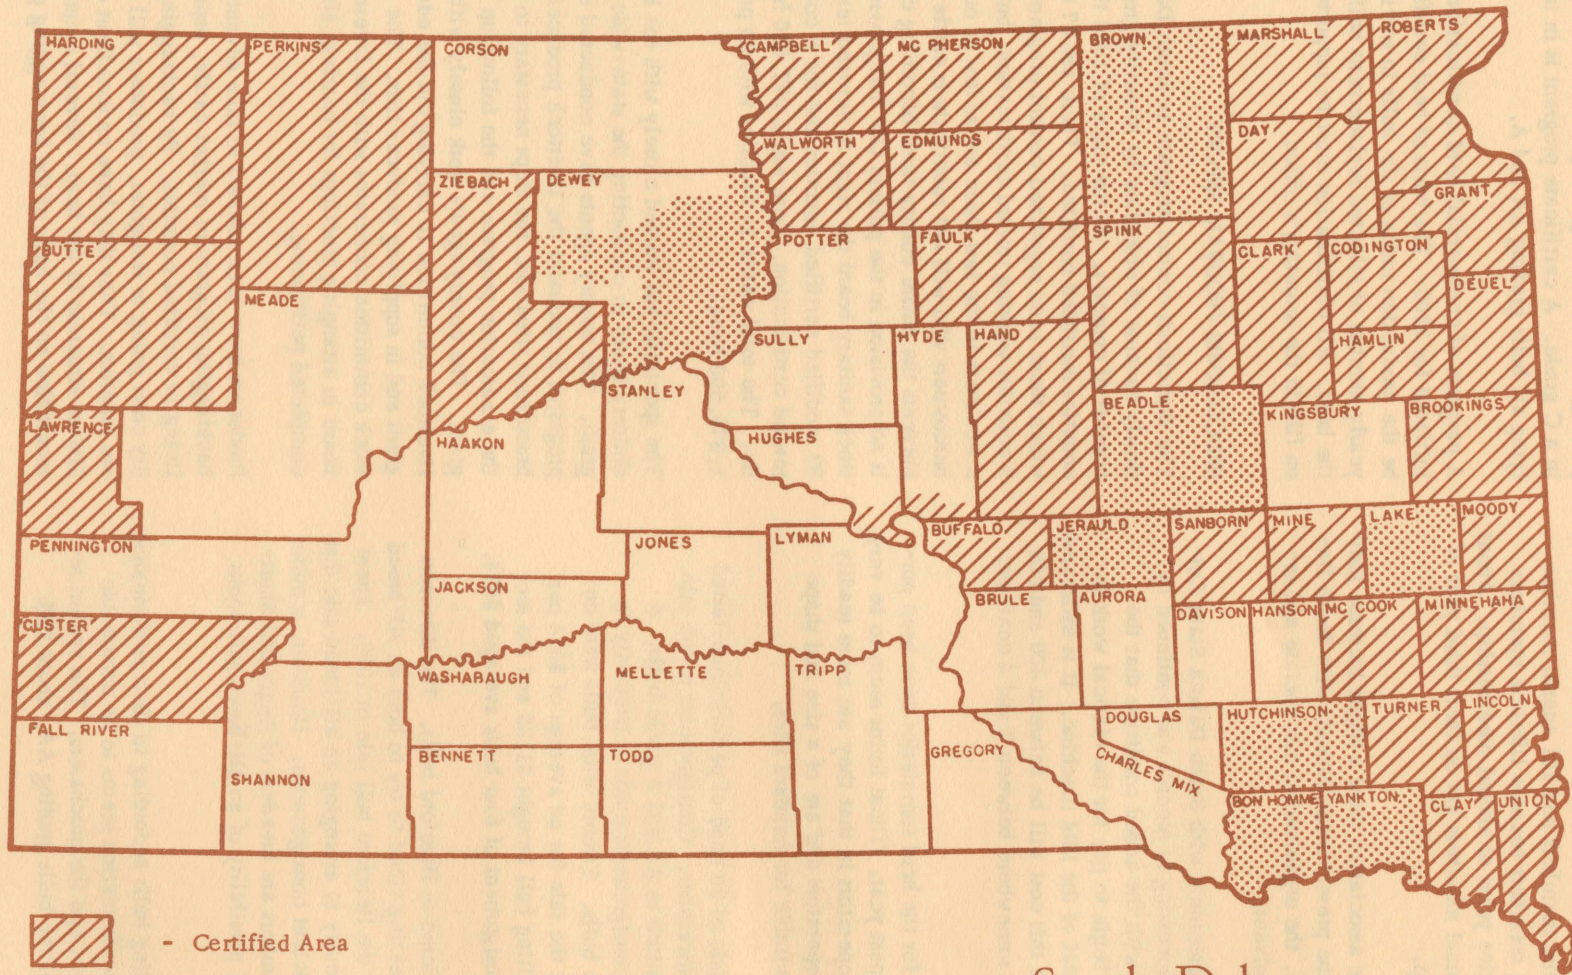 HARDING
PERKINS
CORSON
CAMPBELL
MC PHERSON
BROWN
MARSHALL
ROBERTS
WALWORTH
EDMUNDS
DAY
ZIEBACH
DEWEY
GRANT
BUTTE
POTTER
FAULK
SPINK
CLARK
CODINGTON
MEADE
DEUEL
SULLY
HYDE
HAND
HAMLIN
STANLEY
BEADLE
KINGSBURY
BROOKINGS
LAWRENCE
HAAKON
HUGHES
BUFFALO
JERAULD
SANBORN
MINE
LAKE
MOODY
PENNINGTON
JONES
LYMAN
JACKSON
BRULE
AURORA
DAVISON
HANSON
MC COOK
MINNEHAHA
CUSTER
WASHABAUGH
MELLETTE
TRIPP
FALL RIVER
DOUGLAS
HUTCHINSON
TURNER
LINCOLN
SHANNON
BENNETT
TODD
GREGORY
CHARLES MIX
BON HOMME
YANKTON
CLAY
UNION
- Certified Area